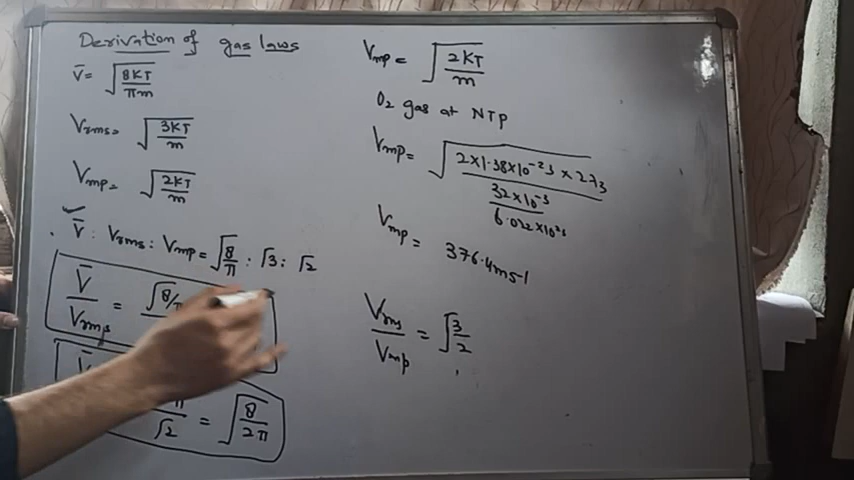 Derivation of gas laws
V̄ = √(8KT/πm)
Vrms = √(3KT/m)
Vmp = √(2KT/m)
V̄ : Vrms : Vmp = √(8/π) : √3 : √2
V̄/Vrms = √8/π
V̄
√2 = √(8/2π)
Vmp = √(2KT/m)
O2 gas at NTP
Vmp = √(2×1.38×10⁻²3 × 273 / (32×10⁻³ / 6.022×10²³))
Vmp = 376.4ms-1
Vrms/Vmp = √(3/2)